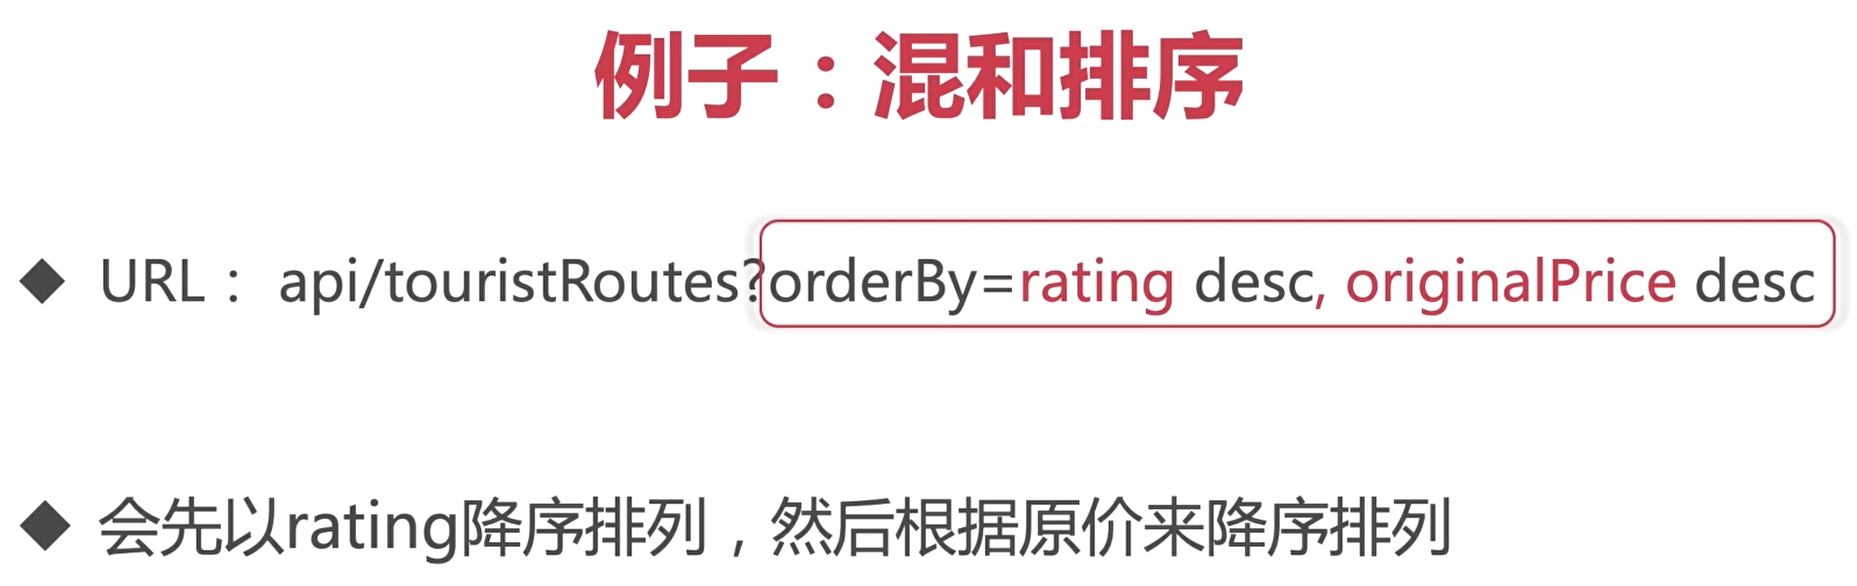 例子：混和排序
◆ URL： api/touristRoutes?orderBy=rating desc, originalPrice desc
◆ 会先以rating降序排列，然后根据原价来降序排列